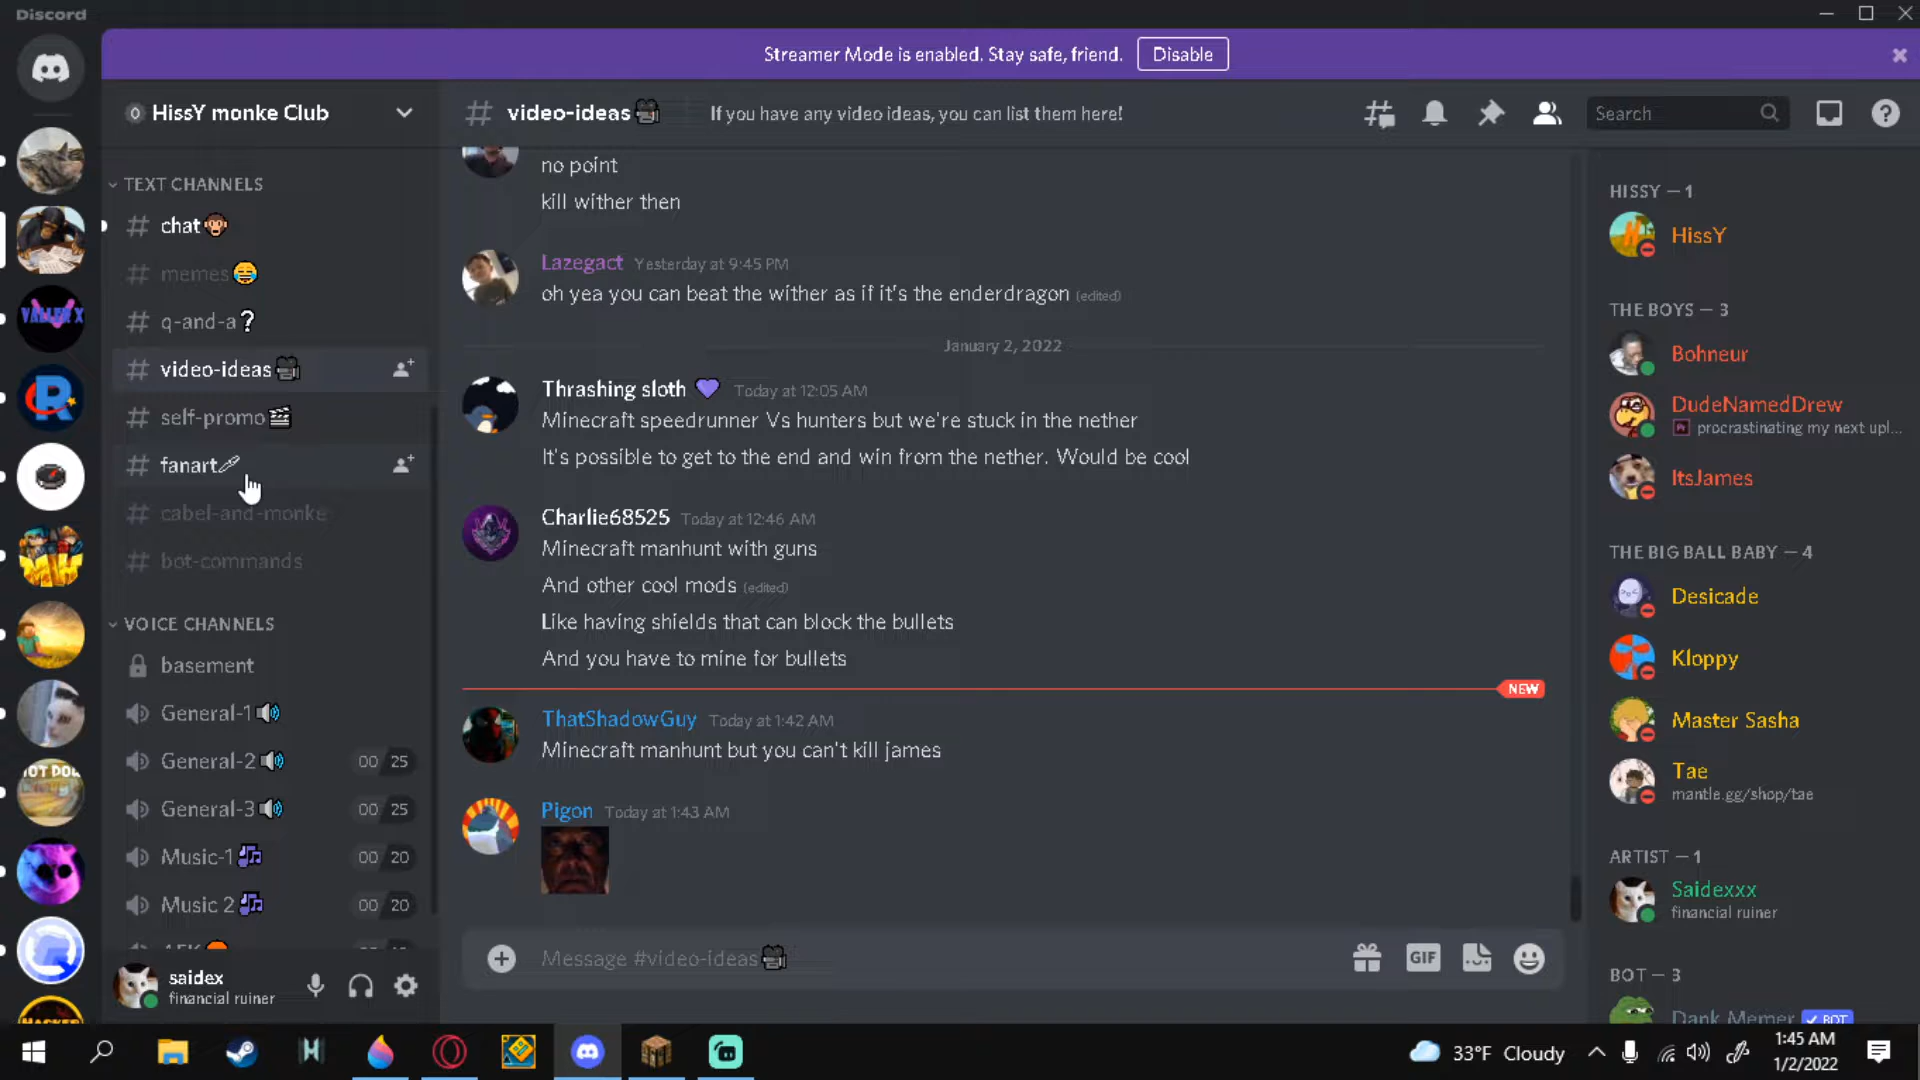 Discord
Streamer Mode is enabled. Stay safe, friend.
Disable
HissY monke Club
TEXT CHANNELS
chat
memes
q-and-a
video-ideas
self-promo
fanart
cabel-and-monke
bot-commands
VOICE CHANNELS
basement
General-1
General-2 00 25
General-3 00 25
Music-1 00 20
Music 2 00 20
saidex
financial ruiner
video-ideas
If you have any video ideas, you can list them here!
Search
no point
kill wither then
Lazegact Yesterday at 9:45 PM
oh yea you can beat the wither as if it's the enderdragon (edited)
January 2, 2022
Thrashing sloth 💜 Today at 12:05 AM
Minecraft speedrunner Vs hunters but we're stuck in the nether
It's possible to get to the end and win from the nether. Would be cool
Charlie68525 Today at 12:46 AM
Minecraft manhunt with guns
And other cool mods (edited)
Like having shields that can block the bullets
And you have to mine for bullets
NEW
ThatShadowGuy Today at 1:42 AM
Minecraft manhunt but you can't kill james
Pigon Today at 1:43 AM
Message #video-ideas
GIF
HISSY — 1
HissY
THE BOYS — 3
Bohneur
DudeNamedDrew
procrastinating my next upl...
ItsJames
THE BIG BALL BABY — 4
Desicade
Kloppy
Master Sasha
Tae
mantle.gg/shop/tae
ARTIST — 1
Saidexxx
financial ruiner
BOT — 3
Dank Memer ✓ BOT
33°F Cloudy
1:45 AM
1/2/2022